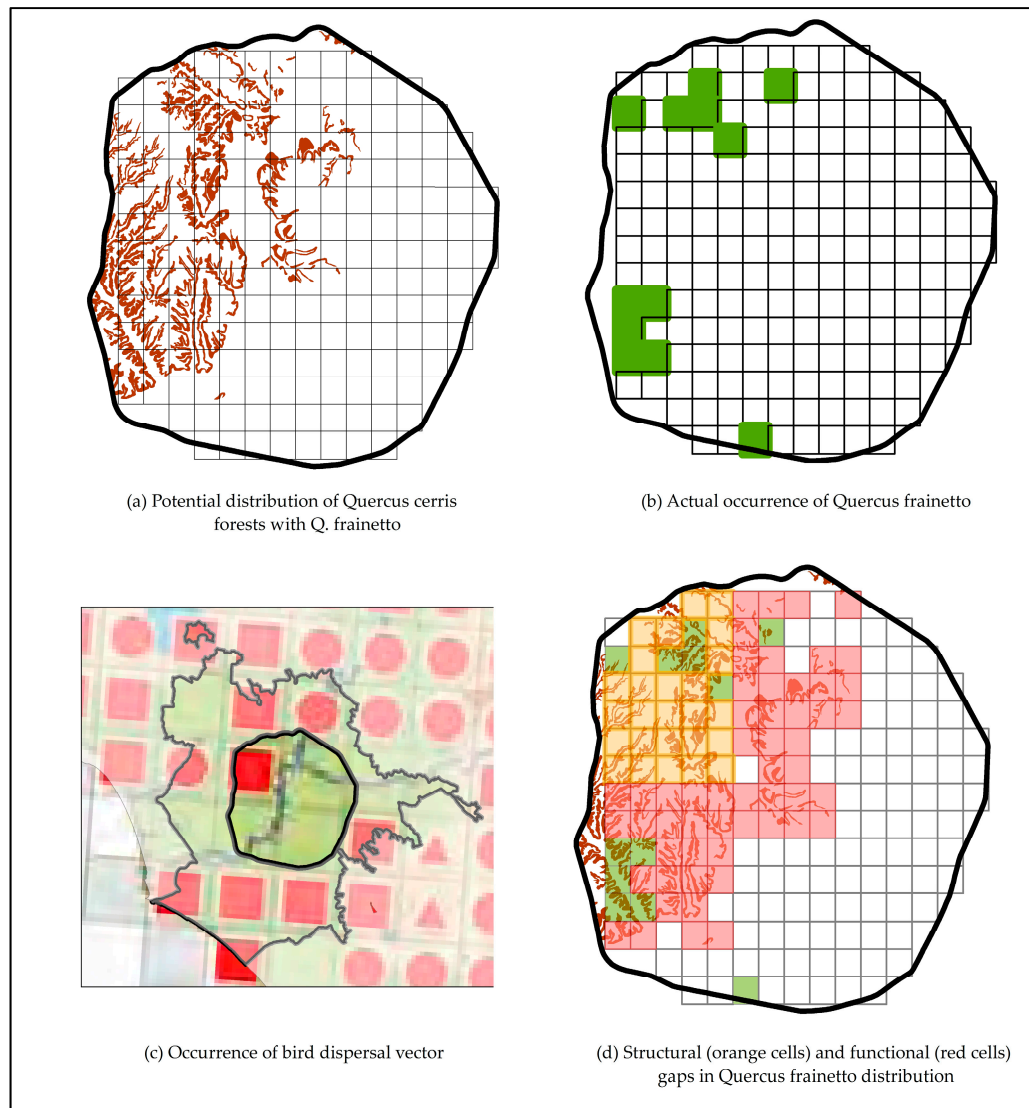 (a) Potential distribution of Quercus cerris
forests with Q. frainetto
(b) Actual occurrence of Quercus frainetto
(c) Occurrence of bird dispersal vector
(d) Structural (orange cells) and functional (red cells)
gaps in Quercus frainetto distribution